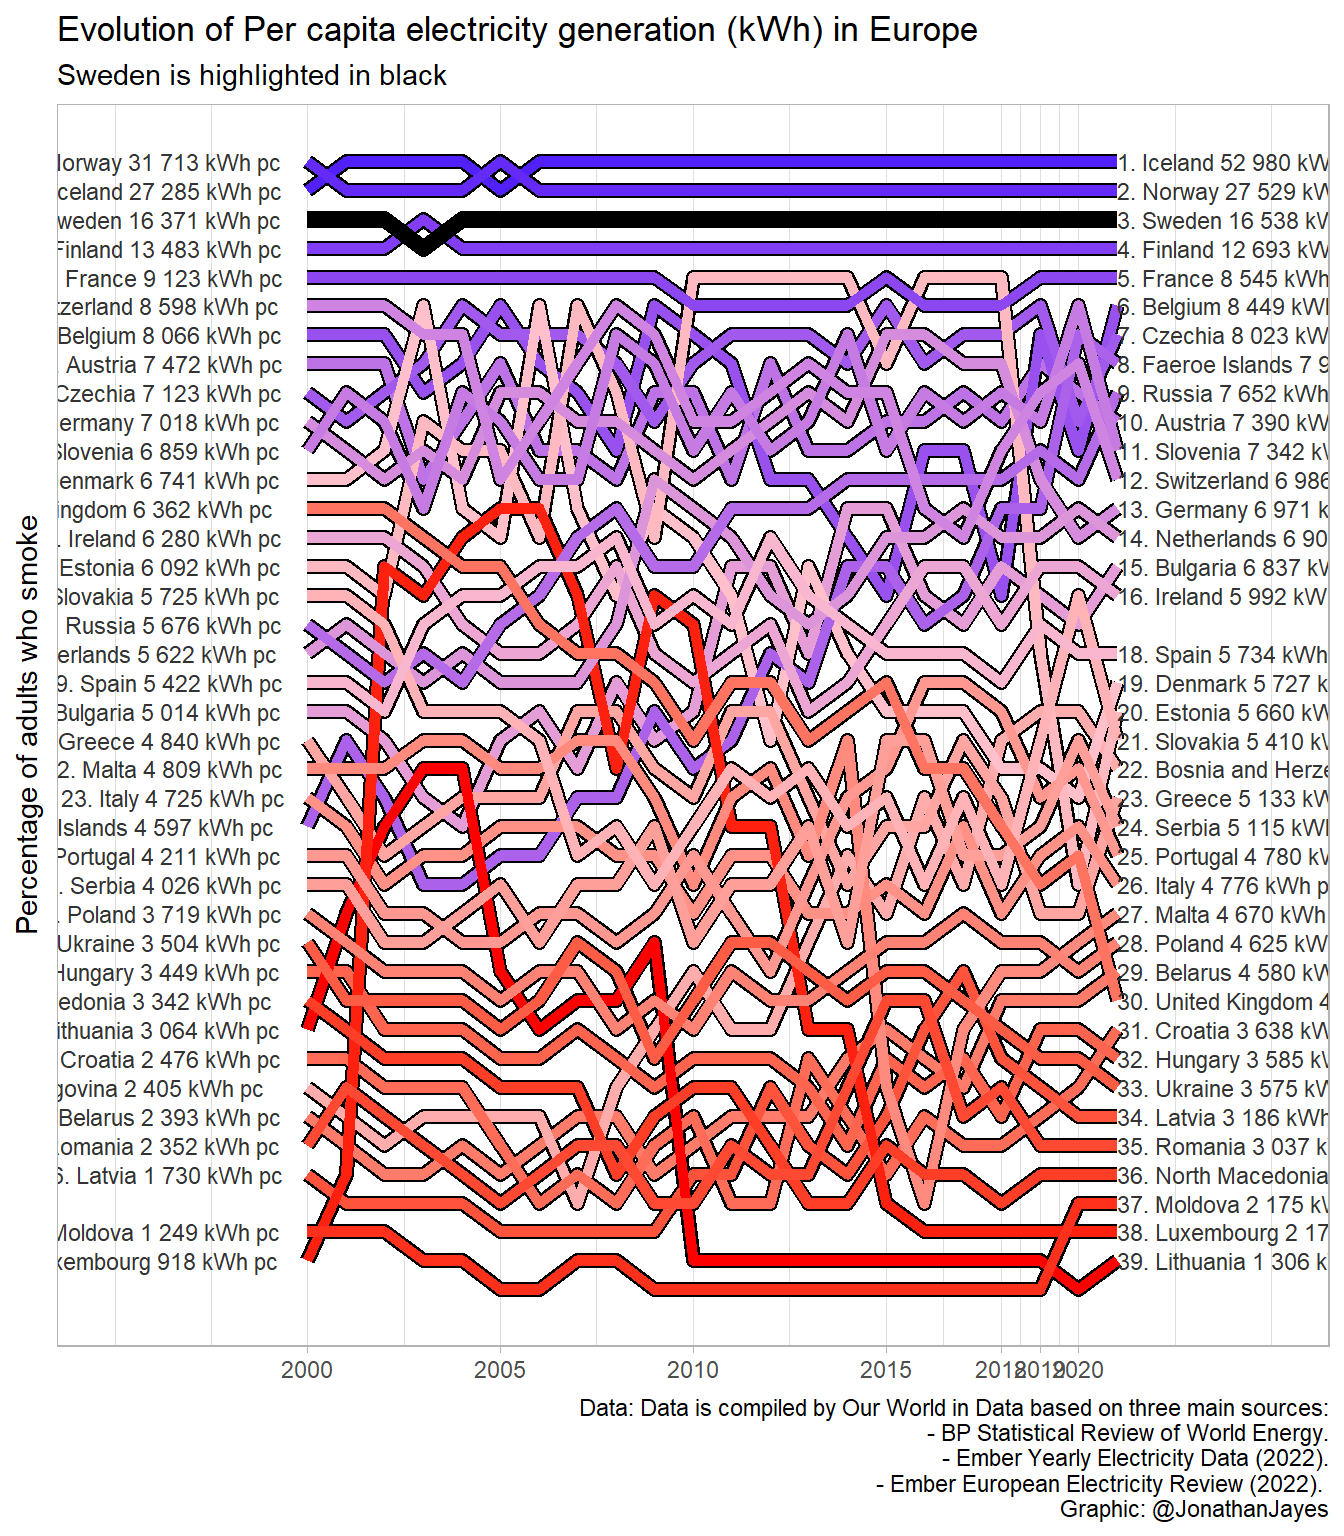 Evolution of Per capita electricity generation (kWh) in Europe
Sweden is highlighted in black
Percentage of adults who smoke
lorway 31 713 kWh pc
celand 27 285 kWh pc
weden 16 371 kWh pc
Finland 13 483 kWh pc
France 9 123 kWh pc
tzerland 8 598 kWh pc
Belgium 8 066 kWh pc
. Austria 7 472 kWh pc
Czechia 7 123 kWh pc
ermany 7 018 kWh pc
Slovenia 6 859 kWh pc
enmark 6 741 kWh pc
ingdom 6 362 kWh pc
. Ireland 6 280 kWh pc
Estonia 6 092 kWh pc
Slovakia 5 725 kWh pc
Russia 5 676 kWh pc
erlands 5 622 kWh pc
9. Spain 5 422 kWh pc
Bulgaria 5 014 kWh pc
Greece 4 840 kWh pc
2. Malta 4 809 kWh pc
23. Italy 4 725 kWh pc
Islands 4 597 kWh pc
Portugal 4 211 kWh pc
. Serbia 4 026 kWh pc
. Poland 3 719 kWh pc
Ukraine 3 504 kWh pc
Hungary 3 449 kWh pc
edonia 3 342 kWh pc
ithuania 3 064 kWh pc
Croatia 2 476 kWh pc
govina 2 405 kWh pc
Belarus 2 393 kWh pc
omania 2 352 kWh pc
6. Latvia 1 730 kWh pc
Moldova 1 249 kWh pc
xembourg 918 kWh pc
1. Iceland 52 980 kW
2. Norway 27 529 kW
3. Sweden 16 538 kW
4. Finland 12 693 kW
5. France 8 545 kWh
6. Belgium 8 449 kWh
7. Czechia 8 023 kW
8. Faeroe Islands 7 9
9. Russia 7 652 kWh
10. Austria 7 390 kW
11. Slovenia 7 342 kW
12. Switzerland 6 986
13. Germany 6 971 k
14. Netherlands 6 90
15. Bulgaria 6 837 kW
16. Ireland 5 992 kW
18. Spain 5 734 kWh
19. Denmark 5 727 k
20. Estonia 5 660 kW
21. Slovakia 5 410 kW
22. Bosnia and Herze
23. Greece 5 133 kW
24. Serbia 5 115 kWh
25. Portugal 4 780 kW
26. Italy 4 776 kWh p
27. Malta 4 670 kWh
28. Poland 4 625 kW
29. Belarus 4 580 kW
30. United Kingdom 4
31. Croatia 3 638 kW
32. Hungary 3 585 kW
33. Ukraine 3 575 kW
34. Latvia 3 186 kWh
35. Romania 3 037 k
36. North Macedonia
37. Moldova 2 175 kW
38. Luxembourg 2 17
39. Lithuania 1 306 k
2000 2005 2010 2015 2018 2019 2020
Data: Data is compiled by Our World in Data based on three main sources:
- BP Statistical Review of World Energy.
- Ember Yearly Electricity Data (2022).
- Ember European Electricity Review (2022).
Graphic: @JonathanJayes